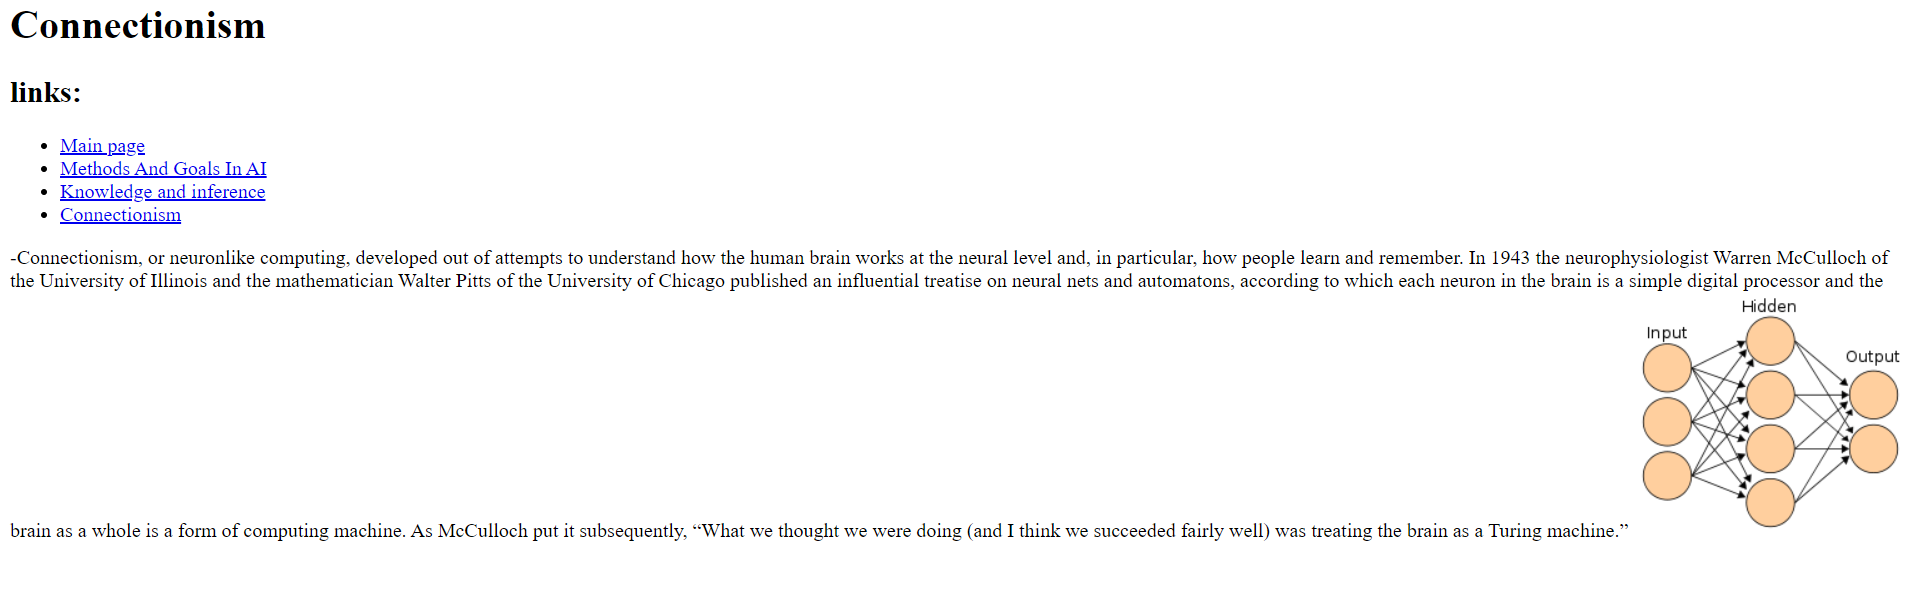 Connectionism
links:
Main page
Methods And Goals In AI
Knowledge and inference
Connectionism
-Connectionism, or neuronlike computing, developed out of attempts to understand how the human brain works at the neural level and, in particular, how people learn and remember. In 1943 the neurophysiologist Warren McCulloch of
the University of Illinois and the mathematician Walter Pitts of the University of Chicago published an influential treatise on neural nets and automatons, according to which each neuron in the brain is a simple digital processor and the
Hidden
Input
Output
brain as a whole is a form of computing machine. As McCulloch put it subsequently, “What we thought we were doing (and I think we succeeded fairly well) was treating the brain as a Turing machine.”